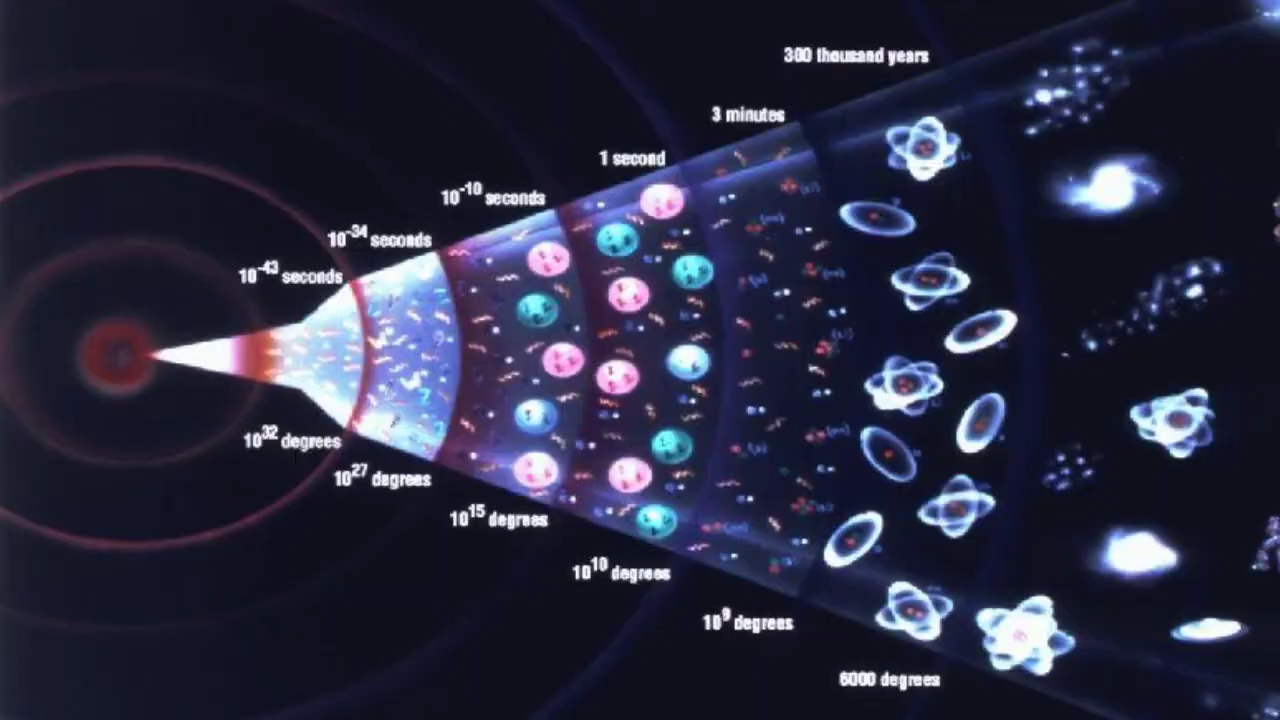 300 thousand years
3 minutes
1 second
10⁻¹⁰ seconds
10⁻³⁴ seconds
10⁻⁴³ seconds
10³² degrees
10²⁷ degrees
10¹⁵ degrees
10¹⁰ degrees
10⁹ degrees
6000 degrees